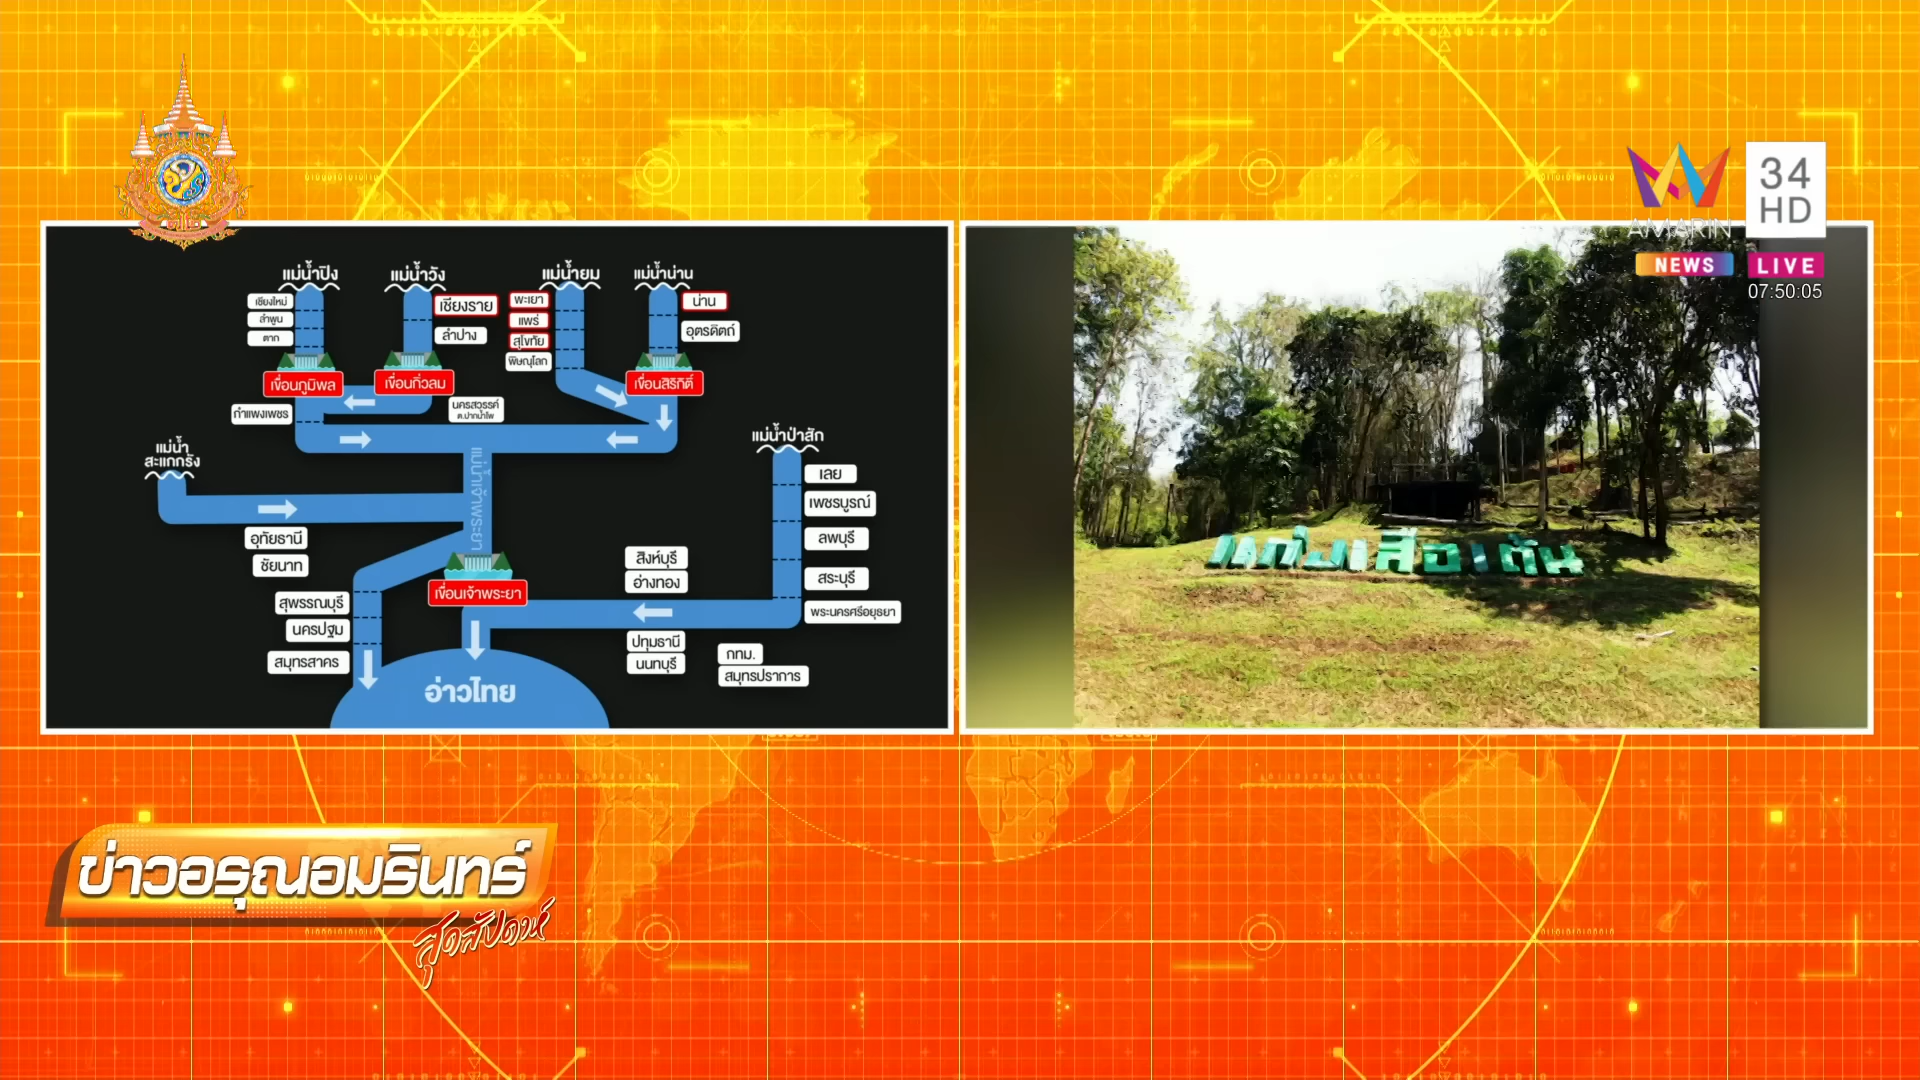 34
HD
AMARIN
NEWS
LIVE
07:50:05
แม่น้ำปิง
แม่น้ำวัง
แม่น้ำยม
แม่น้ำน่าน
เชียงใหม่
ลำพูน
ตาก
เชียงราย
ลำปาง
พะเยา
แพร่
สุโขทัย
พิษณุโลก
น่าน
อุตรดิตถ์
เขื่อนภูมิพล
เขื่อนกิ่วลม
เขื่อนสิริกิติ์
กำแพงเพชร
นครสวรรค์
ต.ปากน้ำโพ
แม่น้ำ
สะแกกรัง
แม่น้ำเจ้าพระยา
แม่น้ำป่าสัก
เลย
เพชรบูรณ์
ลพบุรี
สระบุรี
พระนครศรีอยุธยา
อุทัยธานี
ชัยนาท
สิงห์บุรี
อ่างทอง
เขื่อนเจ้าพระยา
สุพรรณบุรี
นครปฐม
สมุทรสาคร
ปทุมธานี
นนทบุรี
กทม.
สมุทรปราการ
อ่าวไทย
แก่งเสือเต้น
ข่าวอรุณอมรินทร์
สุดสัปดาห์